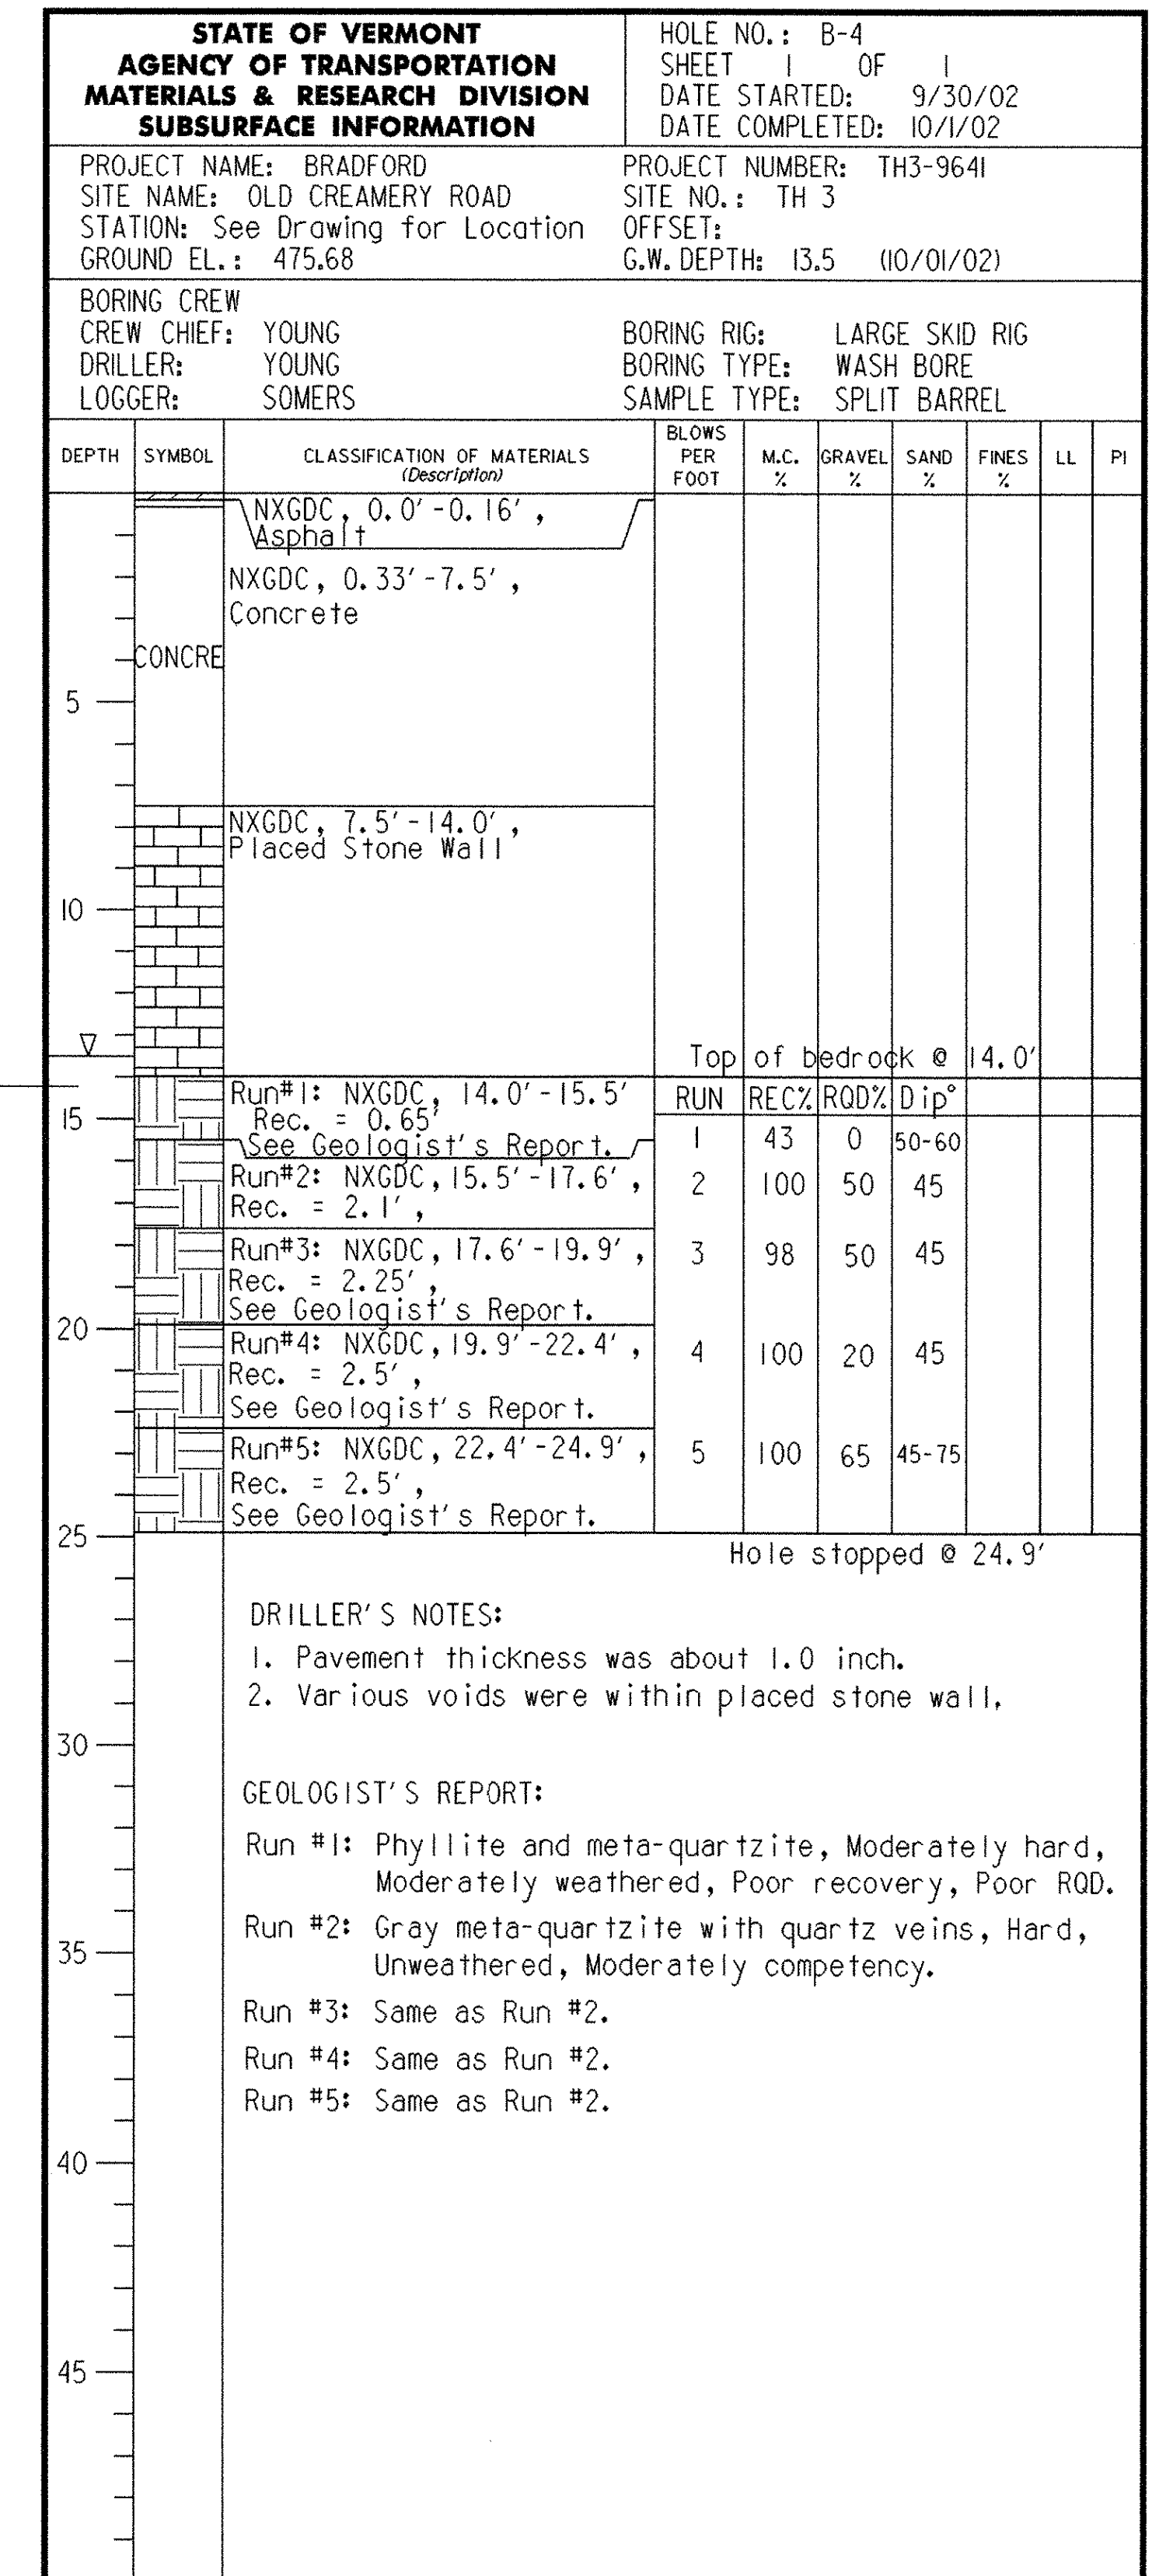 STATE OF VERMONT
AGENCY OF TRANSPORTATION
MATERIALS & RESEARCH DIVISION
SUBSURFACE INFORMATION
HOLE NO.: B-4
SHEET 1 OF 1
DATE STARTED: 9/30/02
DATE COMPLETED: 10/1/02
PROJECT NAME: BRADFORD
SITE NAME: OLD CREAMERY ROAD
STATION: See Drawing for Location
GROUND EL.: 475.68
PROJECT NUMBER: TH3-9641
SITE NO.: TH 3
OFFSET:
G.W. DEPTH: 13.5 (10/01/02)
BORING CREW
CREW CHIEF: YOUNG
DRILLER: YOUNG
LOGGER: SOMERS
BORING RIG: LARGE SKID RIG
BORING TYPE: WASH BORE
SAMPLE TYPE: SPLIT BARREL
DEPTH SYMBOL CLASSIFICATION OF MATERIALS (Description) BLOWS PER FOOT M.C. % GRAVEL % SAND % FINES % LL PI
NXGDC, 0.0'-0.16',
Asphalt
NXGDC, 0.33'-7.5',
Concrete
CONCRE
5
NXGDC, 7.5'-14.0',
Placed Stone Wall
10
Top of bedrock @ 14.0'
RUN REC% RQD% Dip°
Run#1: NXGDC, 14.0'-15.5'
15
Rec. = 0.65'
See Geologist's Report.
1 43 0 50-60
Run#2: NXGDC, 15.5'-17.6',
Rec. = 2.1',
2 100 50 45
Run#3: NXGDC, 17.6'-19.9',
Rec. = 2.25',
See Geologist's Report.
3 98 50 45
20
Run#4: NXGDC, 19.9'-22.4',
Rec. = 2.5',
See Geologist's Report.
4 100 20 45
Run#5: NXGDC, 22.4'-24.9',
Rec. = 2.5',
See Geologist's Report.
5 100 65 45-75
25
Hole stopped @ 24.9'
DRILLER'S NOTES:
1. Pavement thickness was about 1.0 inch.
2. Various voids were within placed stone wall.
30
GEOLOGIST'S REPORT:
Run #1: Phyllite and meta-quartzite, Moderately hard,
Moderately weathered, Poor recovery, Poor RQD.
Run #2: Gray meta-quartzite with quartz veins, Hard,
35
Unweathered, Moderately competency.
Run #3: Same as Run #2.
Run #4: Same as Run #2.
Run #5: Same as Run #2.
40
45